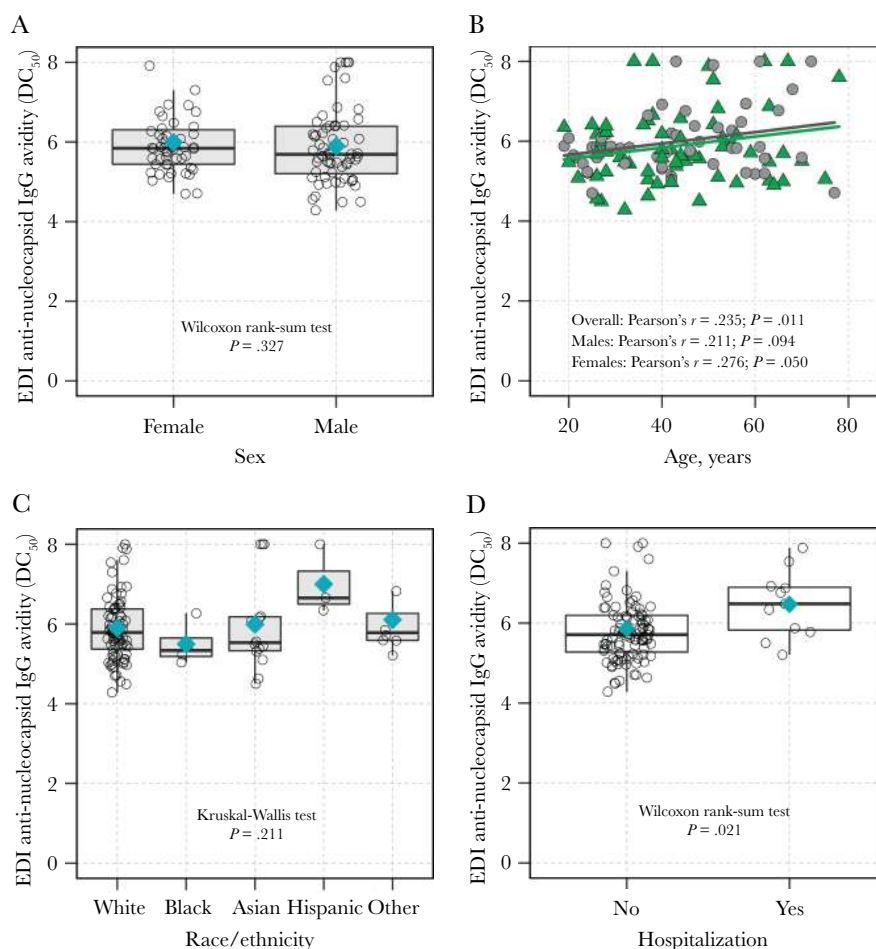 A
EDI anti-nucleocapsid IgG avidity (DC50)
8
6
4
2
0
Wilcoxon rank-sum test
P = .327
Female Male
Sex
B
EDI anti-nucleocapsid IgG avidity (DC50)
8
6
4
2
0
Overall: Pearson's r = .235; P = .011
Males: Pearson's r = .211; P = .094
Females: Pearson's r = .276; P = .050
20 40 60 80
Age, years
C
EDI anti-nucleocapsid IgG avidity (DC50)
8
6
4
2
0
Kruskal-Wallis test
P = .211
White Black Asian Hispanic Other
Race/ethnicity
D
EDI anti-nucleocapsid IgG avidity (DC50)
8
6
4
2
0
Wilcoxon rank-sum test
P = .021
No Yes
Hospitalization